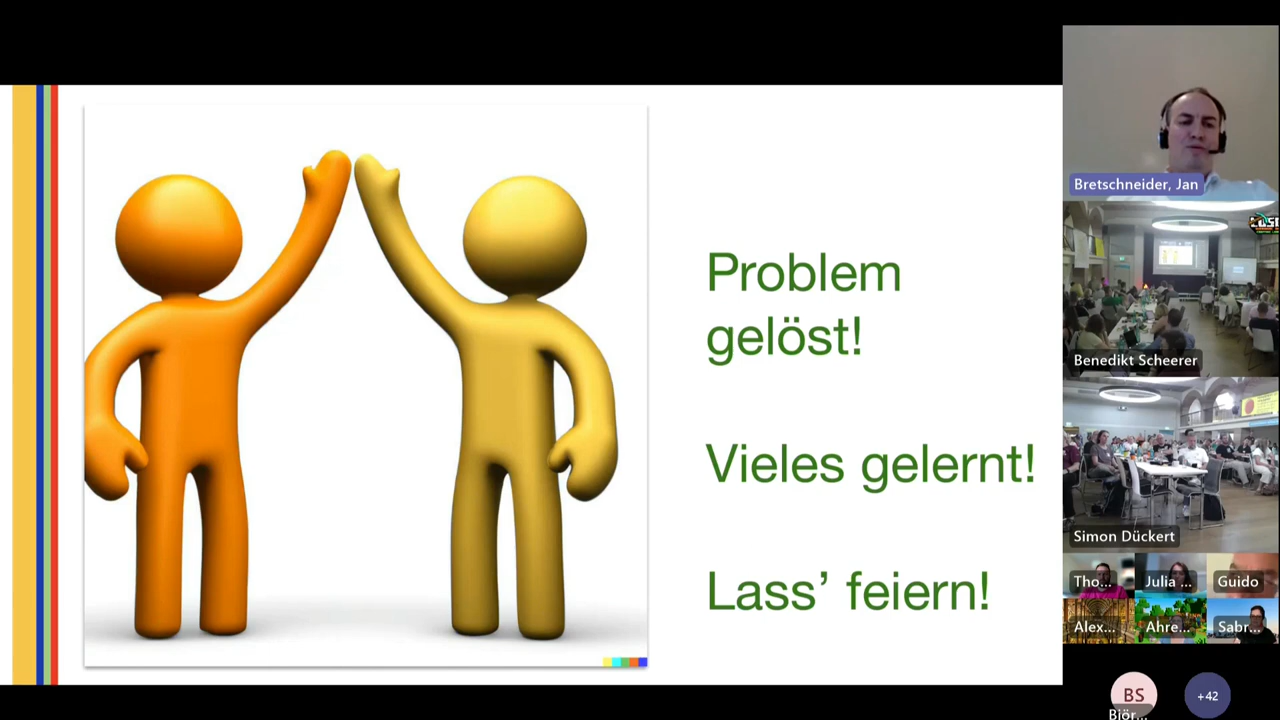 Problem
gelöst!
Vieles gelernt!
Lass’ feiern!
Bretschneider, Jan
Benedikt Scheerer
Simon Dückert
Tho...
Julia ...
Guido
Alex...
Ahre...
Sabr...
BS
Björ...
+42